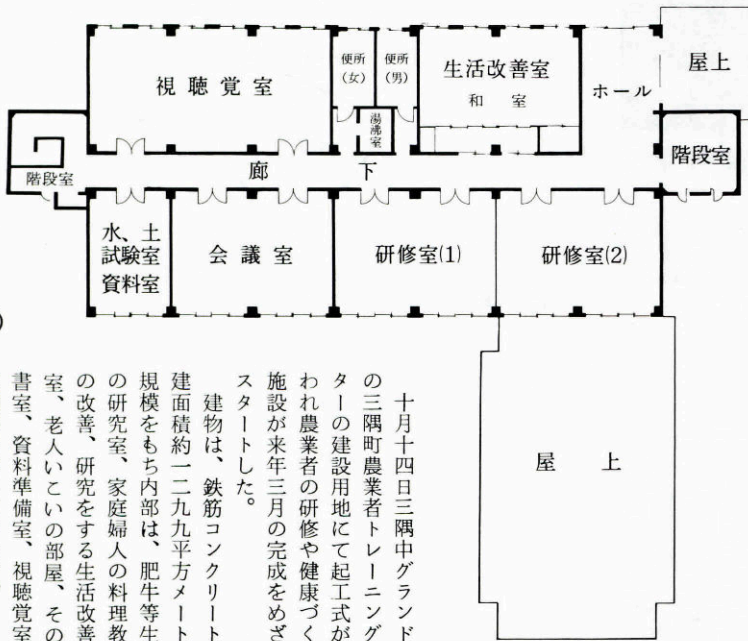 視聴覚室
便所
(女)
便所
(男)
湯沸室
生活改善室
和室
ホール
屋上
階段室
階段室
廊下
水、土
試験室
資料室
会議室
研修室(1)
研修室(2)
屋上
十月十四日三隅中グランド
の三隅町農業者トレーニング
ターの建設用地にて起工式が
われ農業者の研修や健康づく
施設が来年三月の完成をめざ
スタートした。
建物は、鉄筋コンクリート
建面積約一二九九平方メート
規模をもち内部は、肥牛等生
の研究室、家庭婦人の料理教
の改善、研究をする生活改善
室、老人いこいの部屋、その
書室、資料準備室、視聴覚室